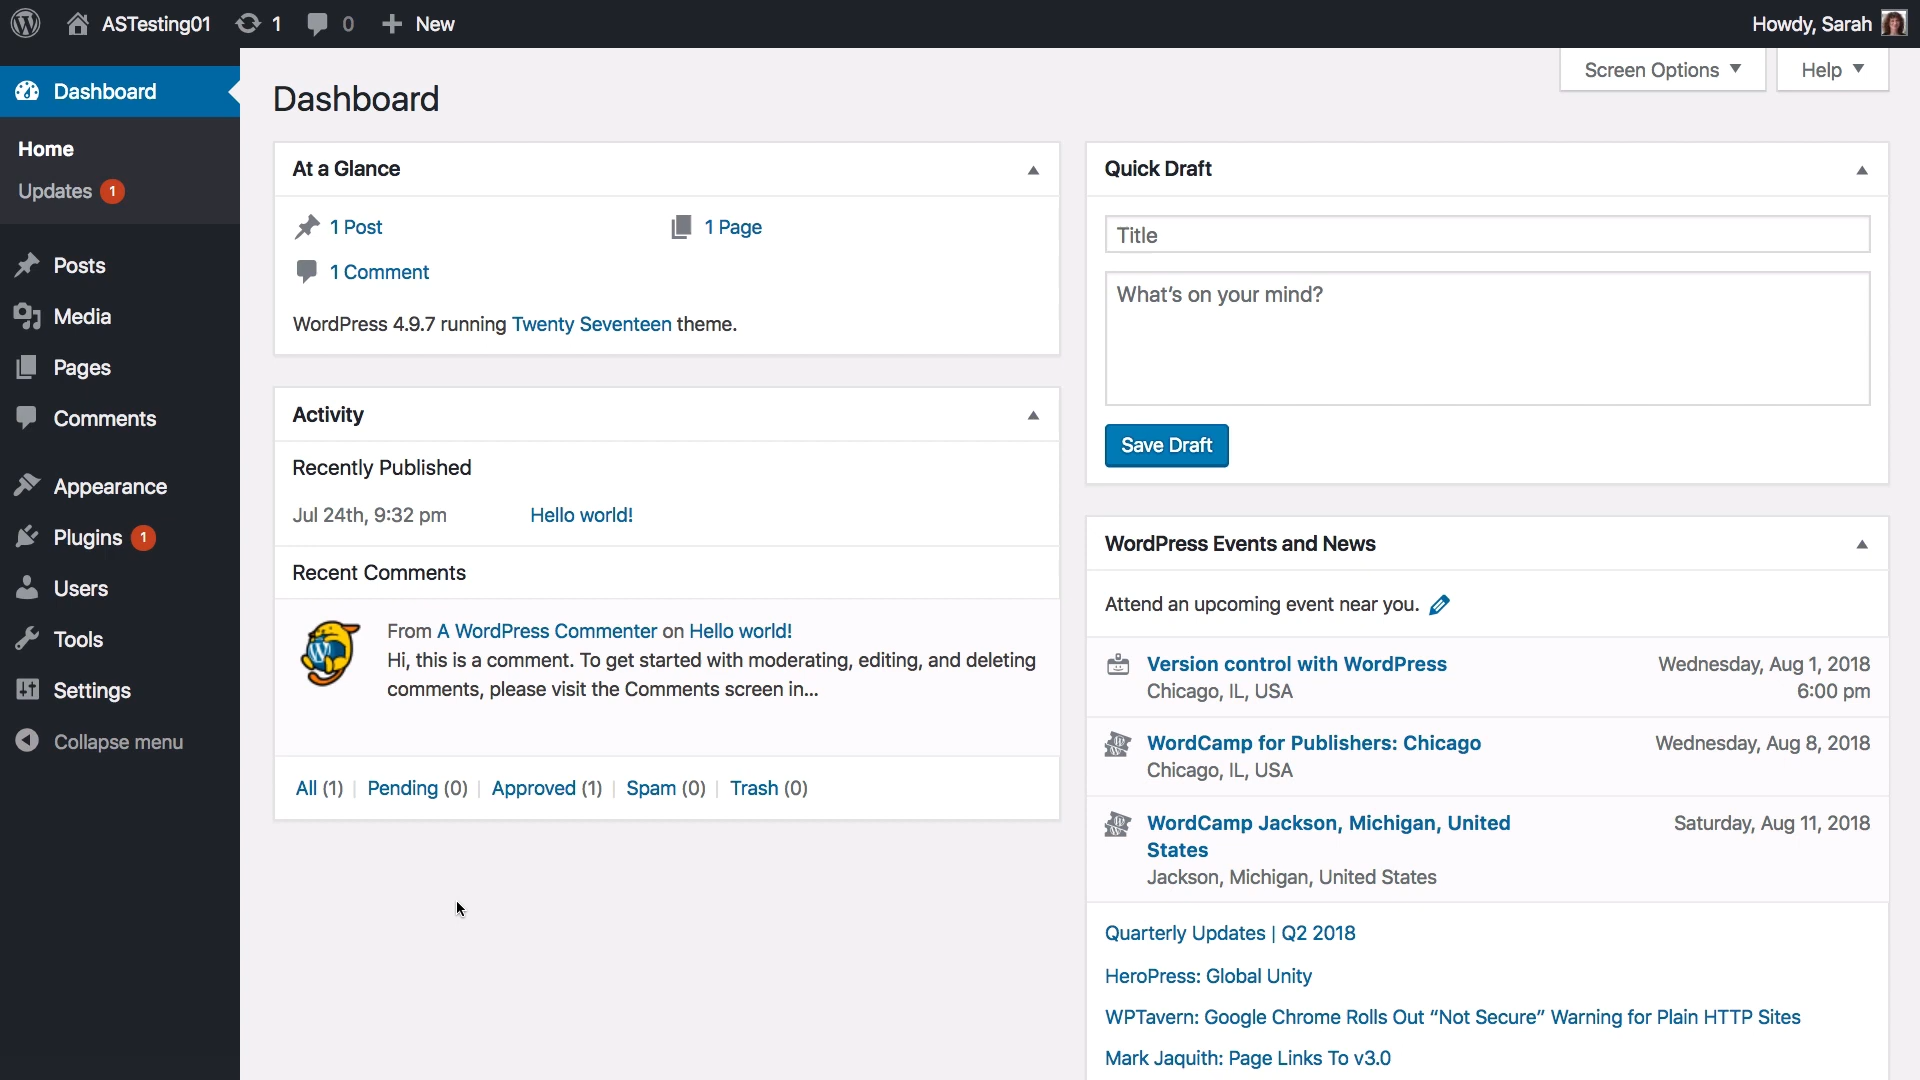 ASTesting01 1 0 New
Howdy, Sarah
Dashboard
Home
Updates 1
Posts
Media
Pages
Comments
Appearance
Plugins 1
Users
Tools
Settings
Collapse menu
Screen Options
Help
Dashboard
At a Glance
1 Post
1 Page
1 Comment
WordPress 4.9.7 running Twenty Seventeen theme.
Activity
Recently Published
Jul 24th, 9:32 pm Hello world!
Recent Comments
From A WordPress Commenter on Hello world!
Hi, this is a comment. To get started with moderating, editing, and deleting
comments, please visit the Comments screen in...
All (1) | Pending (0) | Approved (1) | Spam (0) | Trash (0)
Quick Draft
Title
What's on your mind?
Save Draft
WordPress Events and News
Attend an upcoming event near you.
Version control with WordPress
Chicago, IL, USA
Wednesday, Aug 1, 2018
6:00 pm
WordCamp for Publishers: Chicago
Chicago, IL, USA
Wednesday, Aug 8, 2018
WordCamp Jackson, Michigan, United
States
Jackson, Michigan, United States
Saturday, Aug 11, 2018
Quarterly Updates | Q2 2018
HeroPress: Global Unity
WPTavern: Google Chrome Rolls Out “Not Secure” Warning for Plain HTTP Sites
Mark Jaquith: Page Links To v3.0